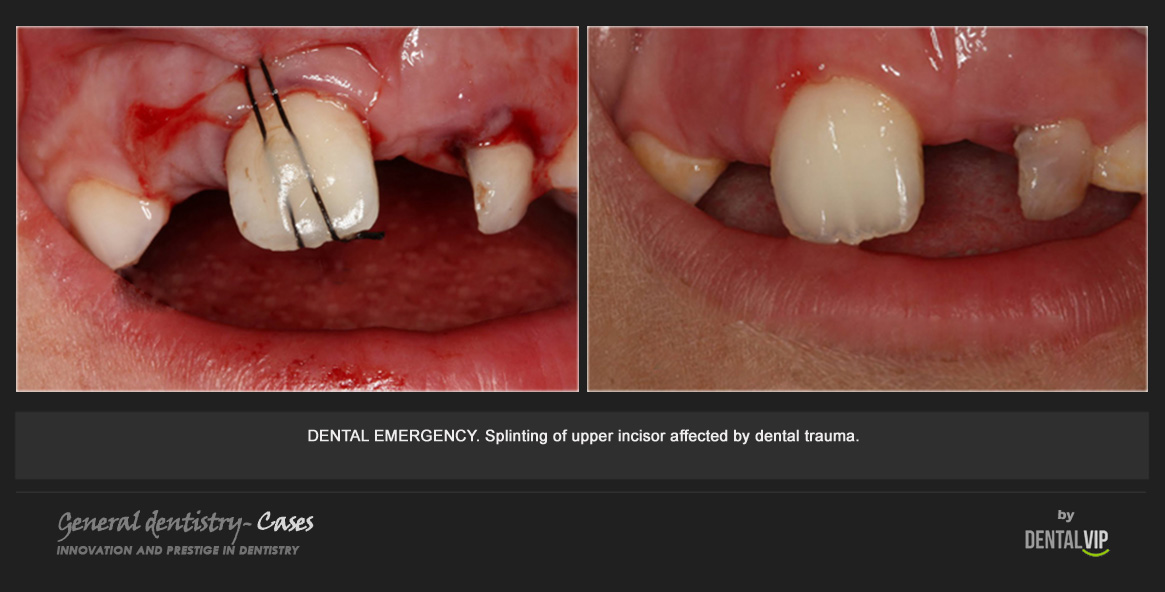 DENTAL EMERGENCY. Splinting of upper incisor affected by dental trauma.
General dentistry- Cases
INNOVATION AND PRESTIGE IN DENTISTRY
by
DENTALVIP